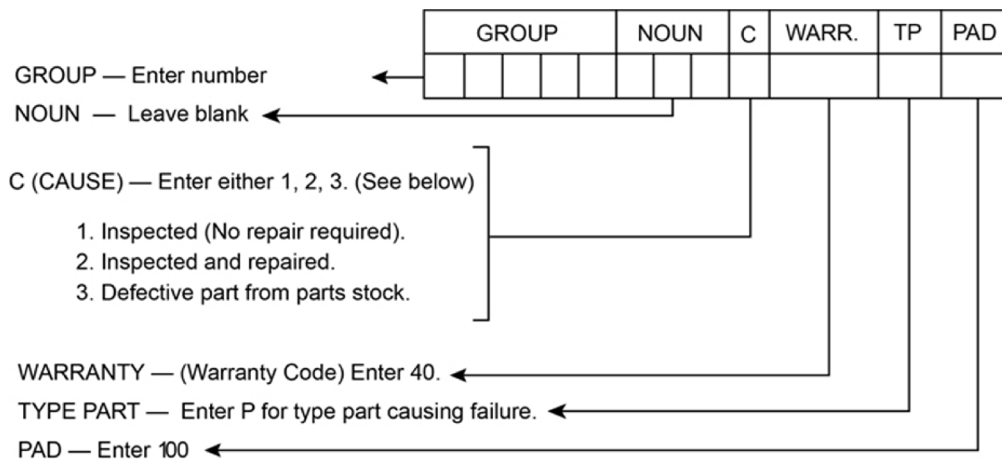 GROUP NOUN C WARR. TP PAD
GROUP — Enter number
NOUN — Leave blank
C (CAUSE) — Enter either 1, 2, 3. (See below)
1. Inspected (No repair required).
2. Inspected and repaired.
3. Defective part from parts stock.
WARRANTY — (Warranty Code) Enter 40.
TYPE PART — Enter P for type part causing failure.
PAD — Enter 100